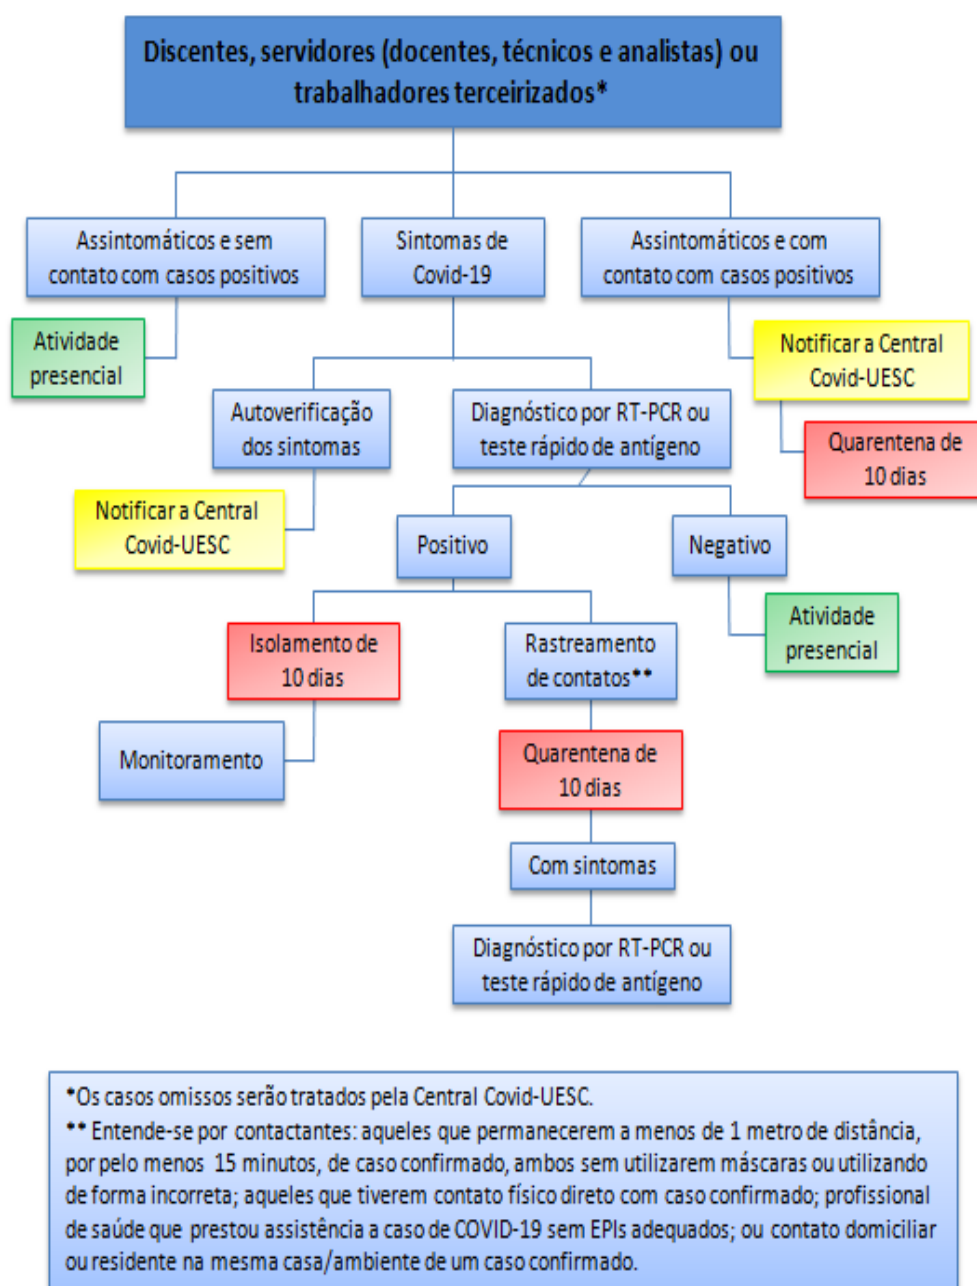 Discentes, servidores (docentes, técnicos e analistas) ou
trabalhadores terceirizados*
Assintomáticos e sem
contato com casos positivos
Sintomas de
Covid-19
Assintomáticos e com
contato com casos positivos
Atividade
presencial
Notificar a Central
Covid-UESC
Autoverificação
dos sintomas
Diagnóstico por RT-PCR ou
teste rápido de antígeno
Quarentena de
10 dias
Notificar a Central
Covid-UESC
Positivo
Negativo
Isolamento de
10 dias
Rastreamento
de contatos**
Atividade
presencial
Monitoramento
Quarentena de
10 dias
Com sintomas
Diagnóstico por RT-PCR ou
teste rápido de antígeno
*Os casos omissos serão tratados pela Central Covid-UESC.
** Entende-se por contactantes: aqueles que permanecerem a menos de 1 metro de distância,
por pelo menos 15 minutos, de caso confirmado, ambos sem utilizarem máscaras ou utilizando
de forma incorreta; aqueles que tiverem contato físico direto com caso confirmado; profissional
de saúde que prestou assistência a caso de COVID-19 sem EPIs adequados; ou contato domiciliar
ou residente na mesma casa/ambiente de um caso confirmado.